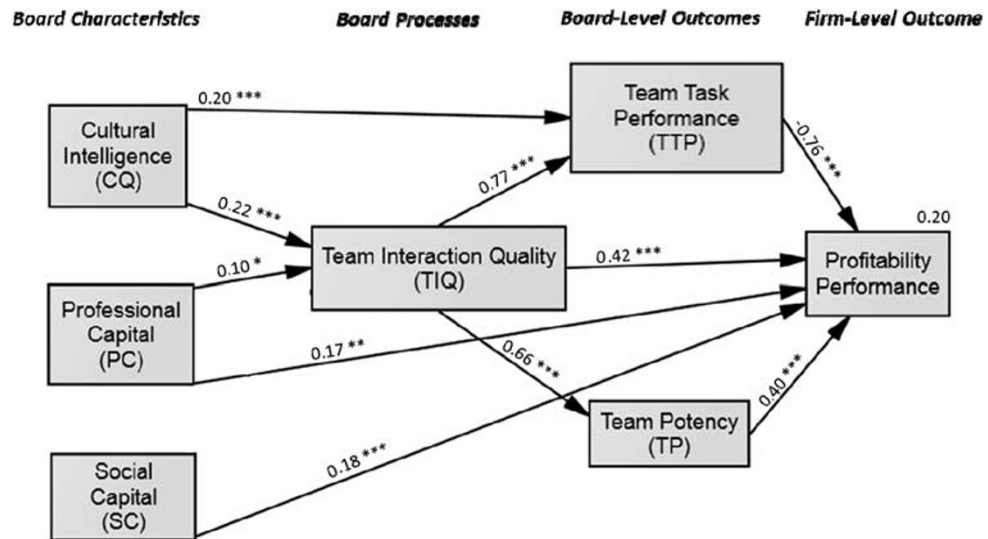 Board Characteristics Board Processes Board-Level Outcomes Firm-Level Outcome
Cultural
Intelligence
(CQ)
0.20 ***
Team Task
Performance
(TTP)
-0.76 ***
0.22 ***
0.77 ***
0.20
Professional
Capital
(PC)
0.10 *
Team Interaction Quality
(TIQ)
0.42 ***
Profitability
Performance
0.17 **
0.66 ***
0.40 ***
Team Potency
(TP)
Social
Capital
(SC)
0.18 ***